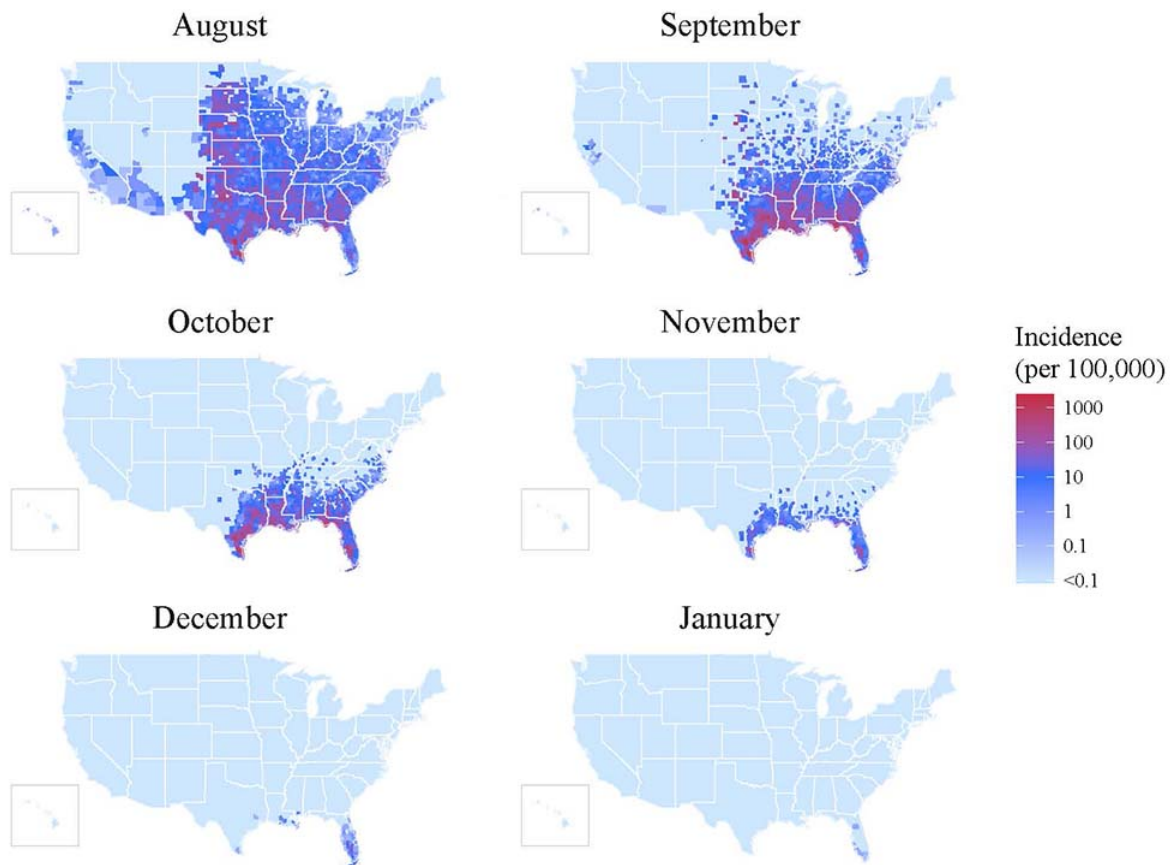 August
September
October
November
Incidence
(per 100,000)
1000
100
10
1
0.1
<0.1
December
January